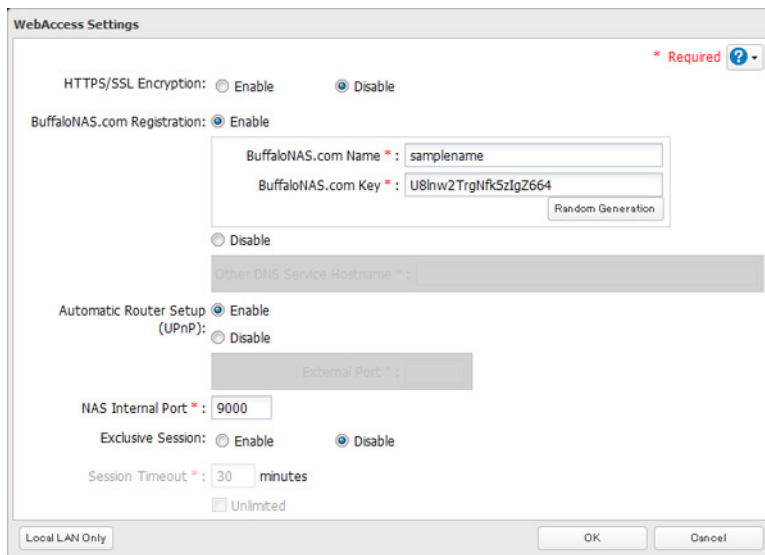 WebAccess Settings
* Required ?
HTTPS/SSL Encryption: Enable Disable
BuffaloNAS.com Registration: Enable
BuffaloNAS.com Name * : samplename
BuffaloNAS.com Key * : U8lnw2TrgNfk5zIgZ664
Random Generation
Disable
Other DNS Service Hostname * :
Automatic Router Setup Enable
(UPnP):
Disable
External Port * :
NAS Internal Port * : 9000
Exclusive Session: Enable Disable
Session Timeout * : 30 minutes
Unlimited
Local LAN Only OK Cancel